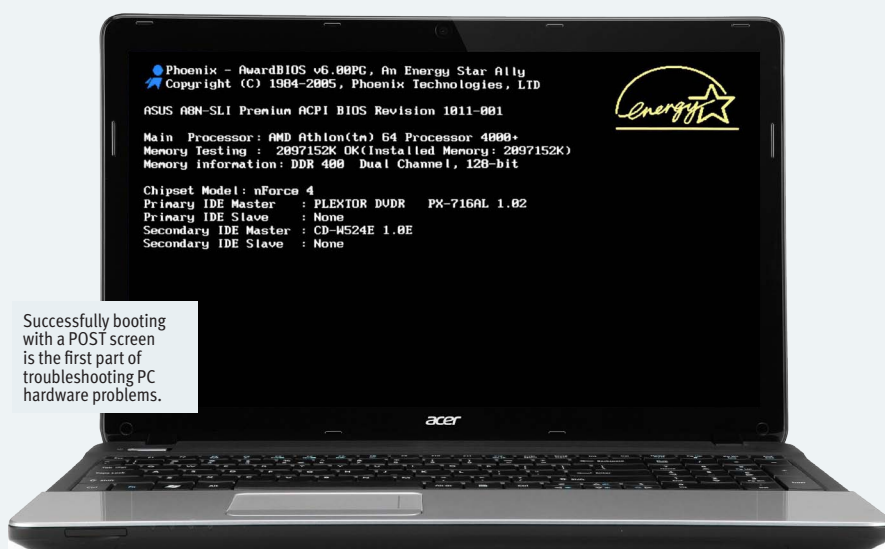 Phoenix - AwardBIOS v6.00PG, An Energy Star Ally
Copyright (C) 1984-2005, Phoenix Technologies, LTD
energy
ASUS A8N-SLI Premium ACPI BIOS Revision 1011-001
Main Processor: AMD Athlon(tm) 64 Processor 4000+
Memory Testing : 2097152K OK(Installed Memory: 2097152K)
Memory information: DDR 400 Dual Channel, 128-bit
Chipset Model: nForce 4
Primary IDE Master : PLEXTOR DVDR PX-716AL 1.02
Primary IDE Slave : None
Secondary IDE Master : CD-W524E 1.0E
Secondary IDE Slave : None
Successfully booting
with a POST screen
is the first part of
troubleshooting PC
hardware problems.
acer